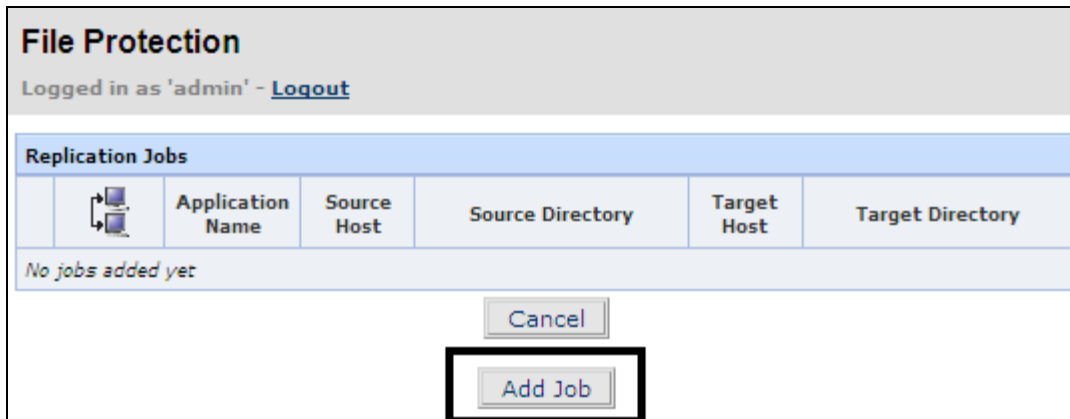 File Protection
Logged in as 'admin' - Logout
Replication Jobs
Application Name
Source Host
Source Directory
Target Host
Target Directory
No jobs added yet
Cancel
Add Job